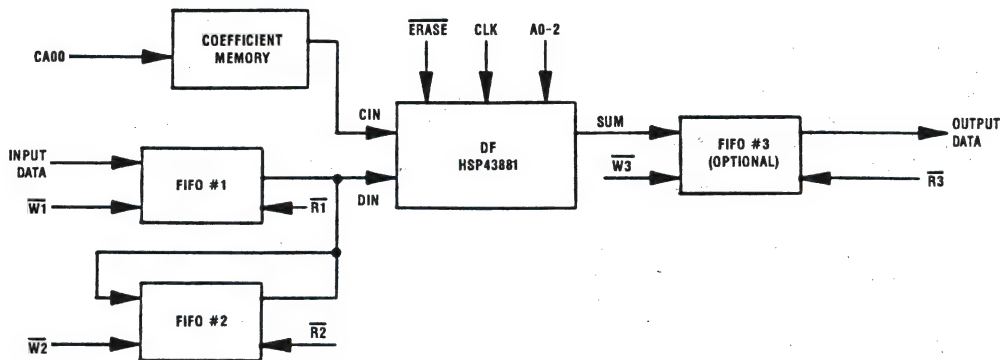 ERASE CLK A0-2
CA00
COEFFICIENT
MEMORY
CIN
SUM
OUTPUT
DATA
INPUT
DATA
FIFO #1
DF
HSP43881
FIFO #3
(OPTIONAL)
W3
R3
W1
R1
DIN
FIFO #2
W2
R2